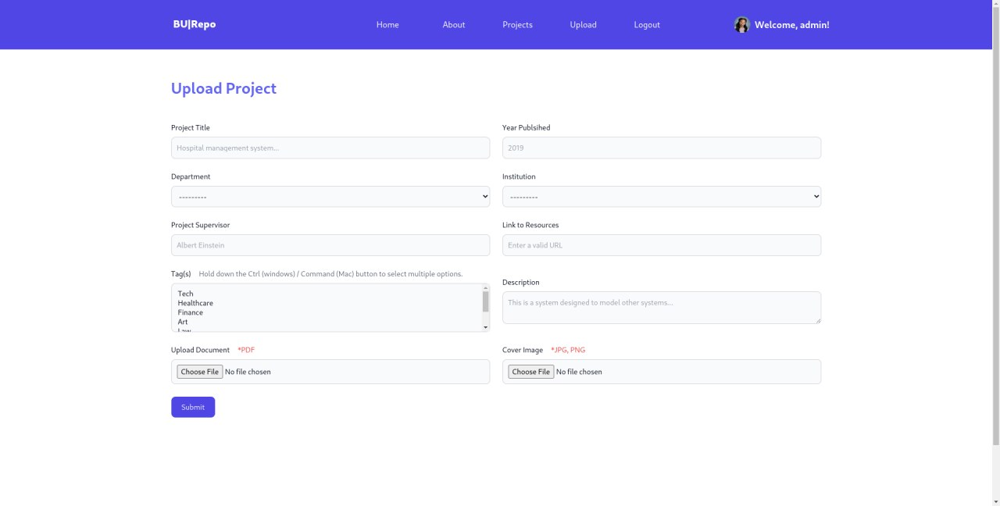 BU|Repo
Home
About
Projects
Upload
Logout
Welcome, admin!
Upload Project
Project Title
Year Publsihed
Hospital management system...
2019
Department
Institution
---------
---------
Project Supervisor
Link to Resources
Albert Einstein
Enter a valid URL
Tag(s) Hold down the Ctrl (windows) / Command (Mac) button to select multiple options.
Description
Tech
Healthcare
Finance
Art
Law
This is a system designed to model other systems...
Upload Document *PDF
Cover Image *JPG, PNG
Choose File No file chosen
Choose File No file chosen
Submit